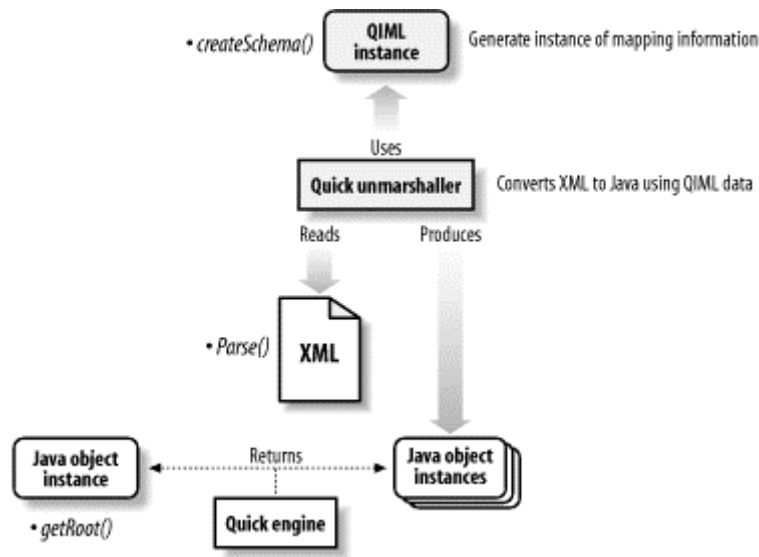 QIML
instance
• createSchema()
Generate instance of mapping information
Uses
Quick unmarshaller
Converts XML to Java using QIML data
Reads
Produces
• Parse()
XML
Java object
instance
Returns
Java object
instances
• getRoot()
Quick engine